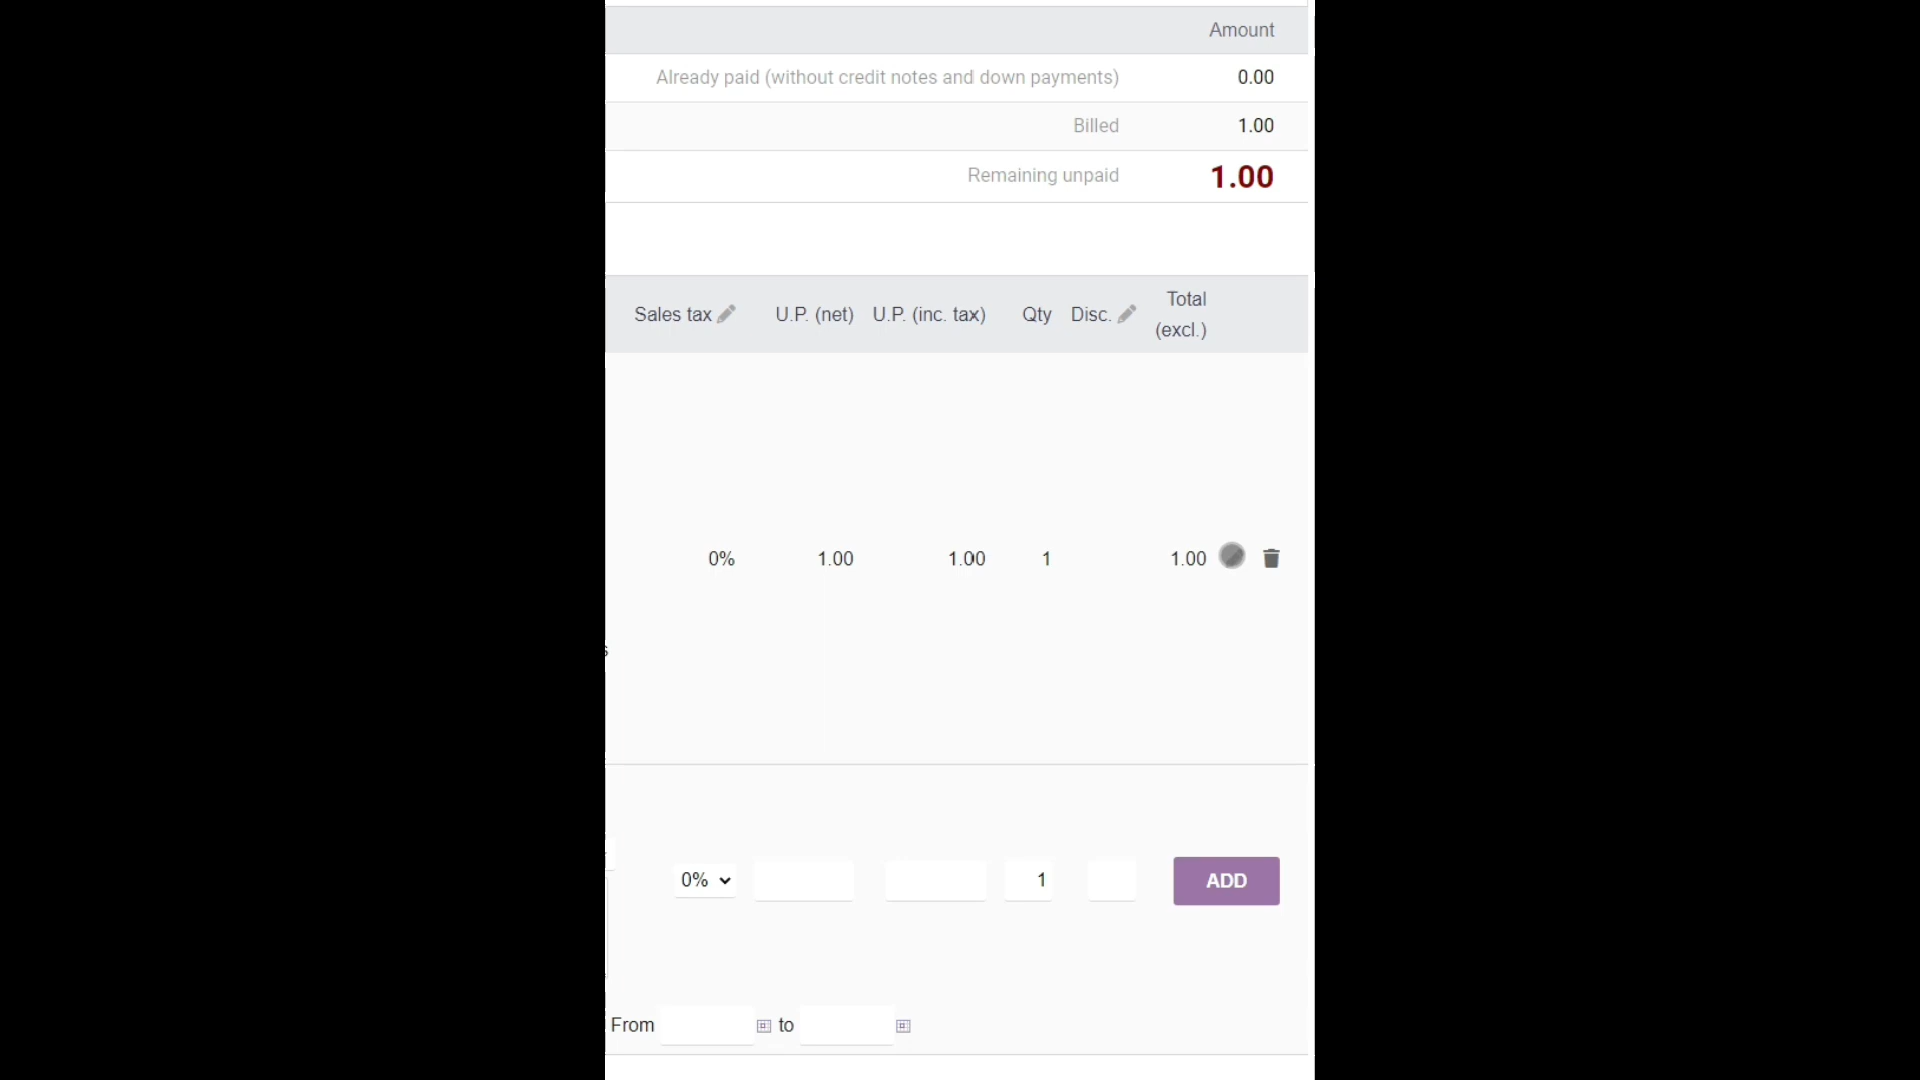 Amount
Already paid (without credit notes and down payments) 0.00
Billed 1.00
Remaining unpaid 1.00
Sales tax U.P. (net) U.P. (inc. tax) Qty Disc. Total (excl.)
0% 1.00 1.00 1 1.00
s
0% 1 ADD
From to